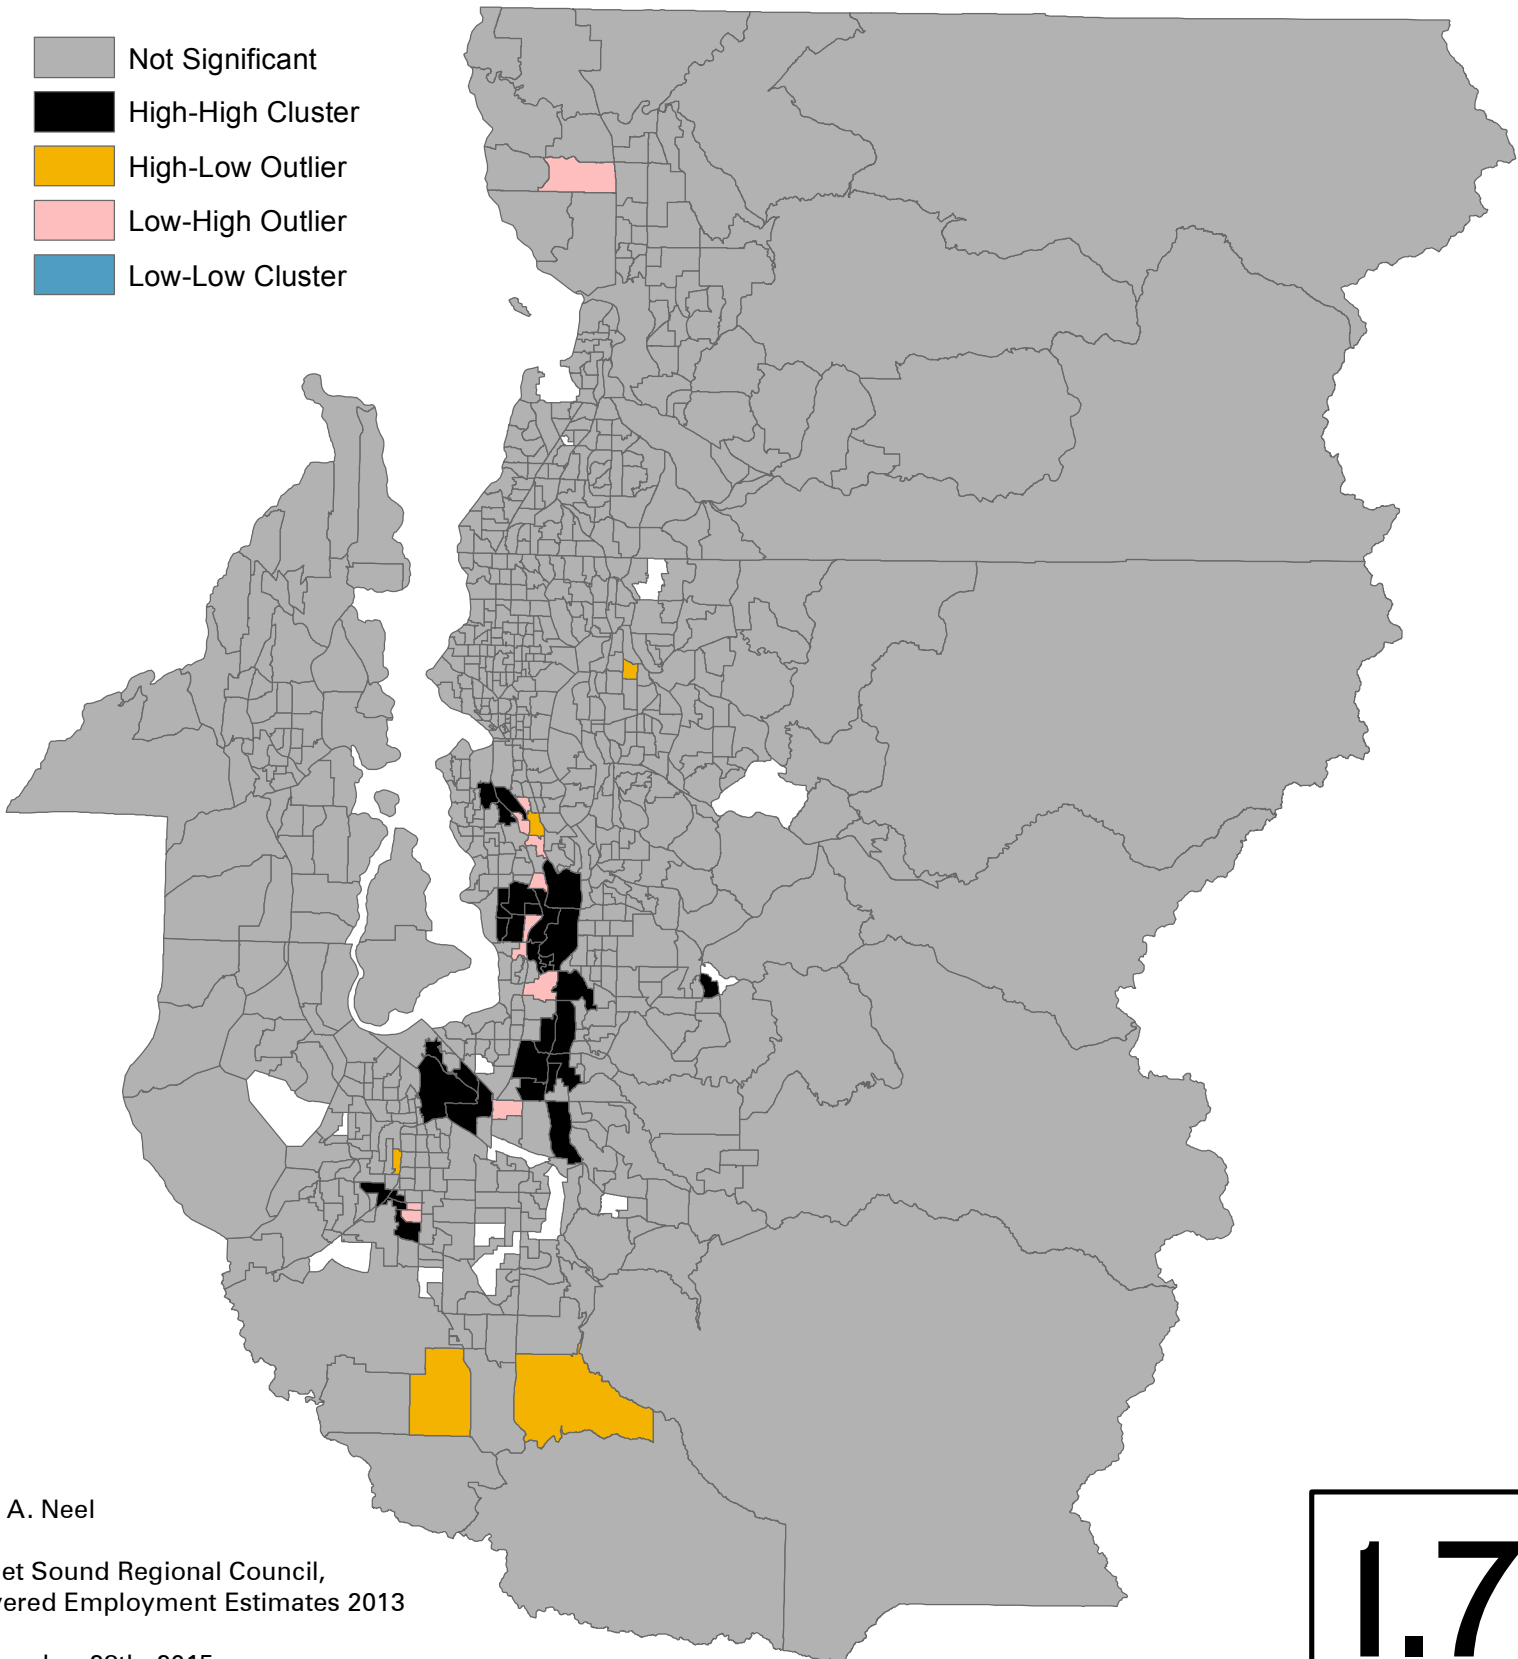 Not Significant
High-High Cluster
High-Low Outlier
Low-High Outlier
Low-Low Cluster
A. Neel
et Sound Regional Council,
vered Employment Estimates 2013
2015
1.7